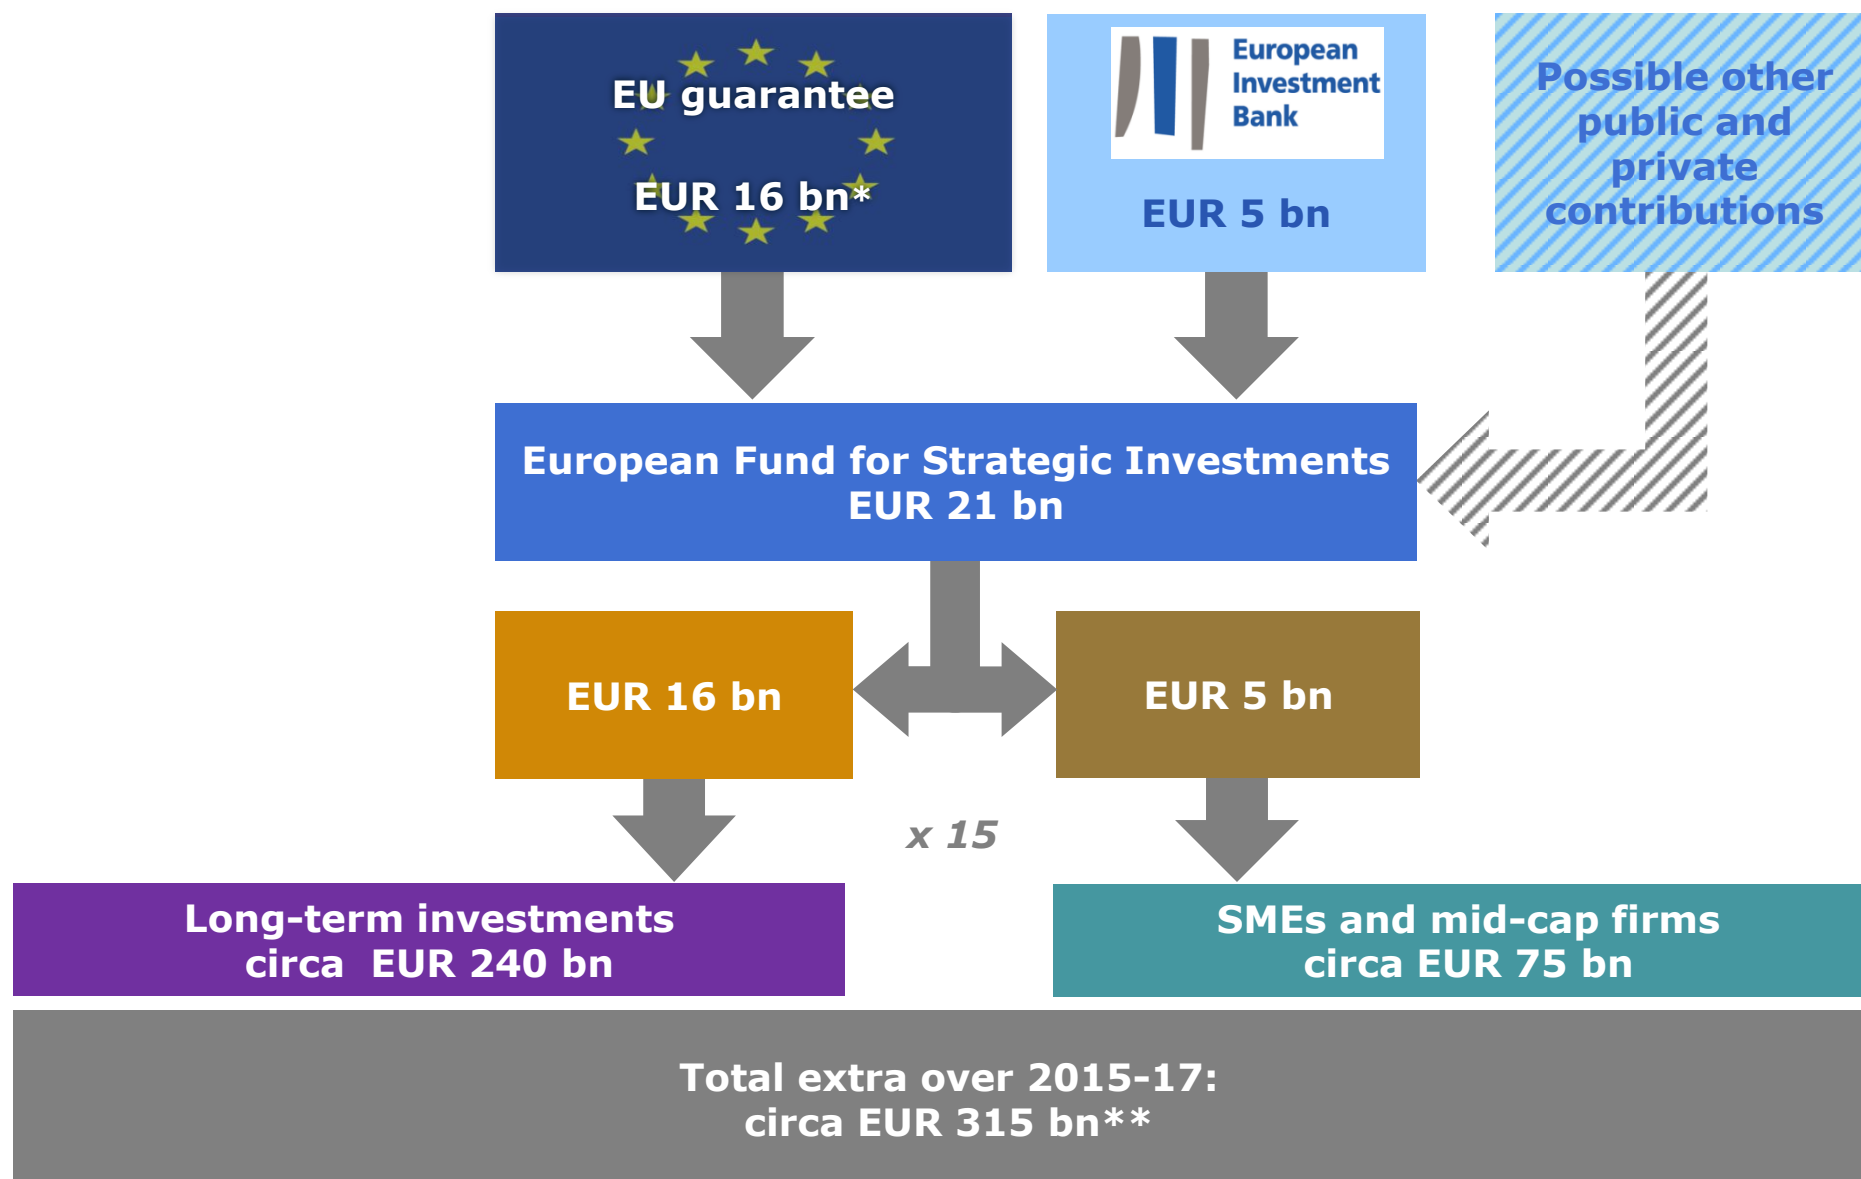 EU guarantee
EUR 16 bn*
European
Investment
Bank
EUR 5 bn
Possible other
public and
private
contributions
European Fund for Strategic Investments
EUR 21 bn
EUR 16 bn
EUR 5 bn
x 15
Long-term investments
circa EUR 240 bn
SMEs and mid-cap firms
circa EUR 75 bn
Total extra over 2015-17:
circa EUR 315 bn**